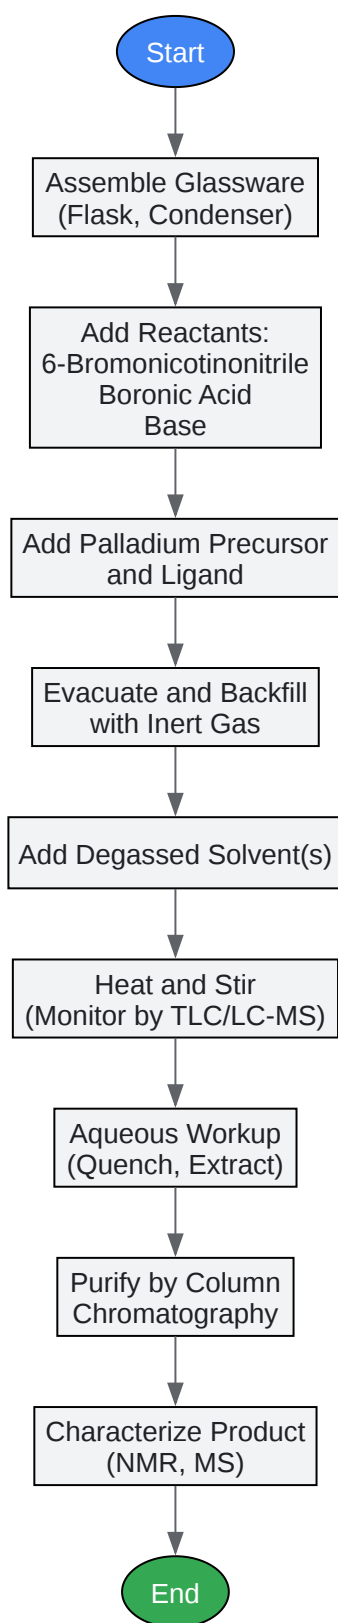 Start
Assemble Glassware
(Flask, Condenser)
Add Reactants:
6-Bromonicotinonitrile
Boronic Acid
Base
Add Palladium Precursor
and Ligand
Evacuate and Backfill
with Inert Gas
Add Degassed Solvent(s)
Heat and Stir
(Monitor by TLC/LC-MS)
Aqueous Workup
(Quench, Extract)
Purify by Column
Chromatography
Characterize Product
(NMR, MS)
End